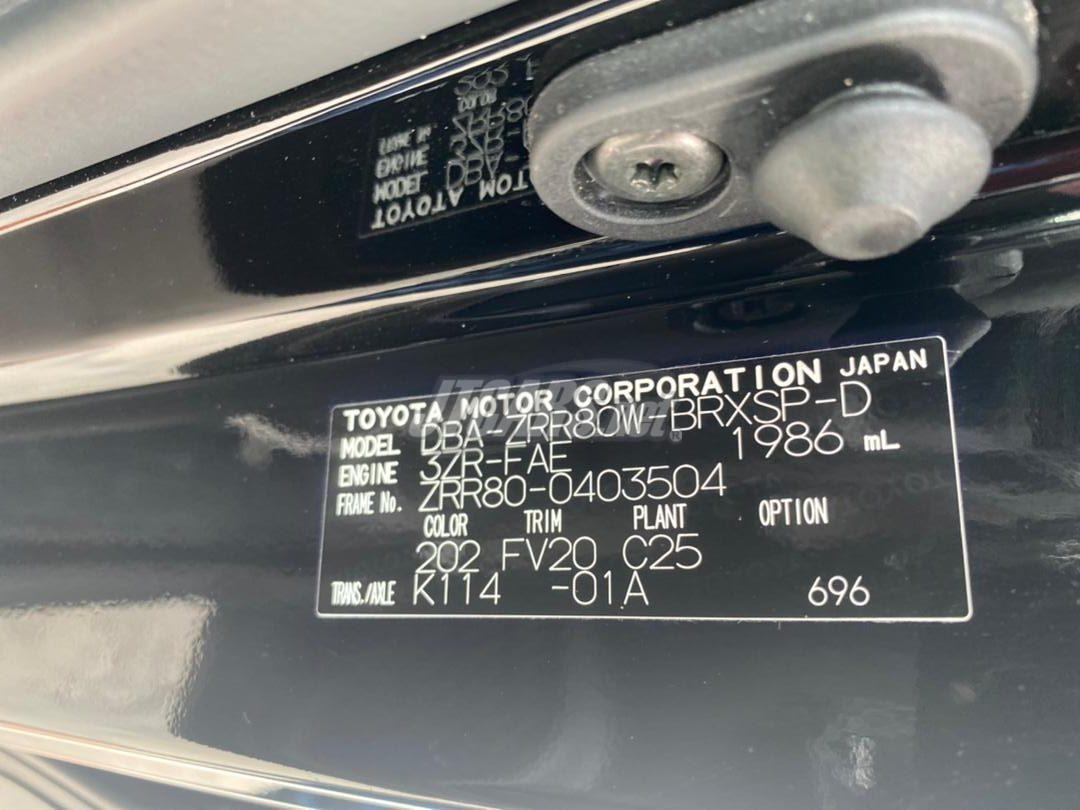 TOYOTA MOTOR CORPORATION JAPAN
MODEL DBA-ZRR80W-BRXSP-D
ENGINE 3ZR-FAE 1986 mL
FRAME No. ZRR80-0403504
COLOR TRIM PLANT OPTION
202 FV20 C25
TRANS./AXLE K114 -01A 696